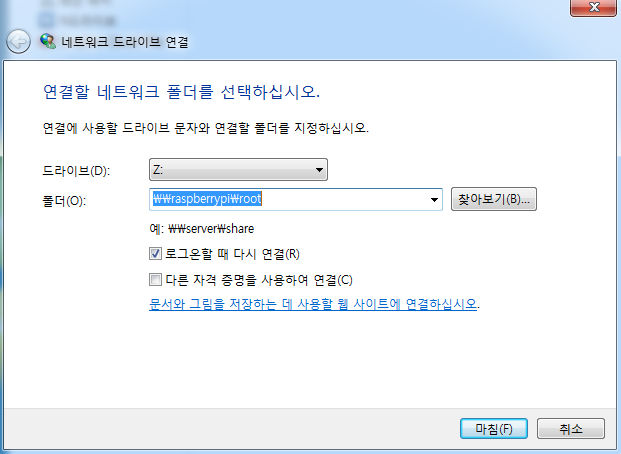 네트워크 드라이브 연결
연결할 네트워크 폴더를 선택하십시오.
연결에 사용할 드라이브 문자와 연결할 폴더를 지정하십시오.
드라이브(D): Z:
폴더(O): ₩₩raspberrypi₩root 찾아보기(B)...
예: ₩₩server₩share
로그온할 때 다시 연결(R)
다른 자격 증명을 사용하여 연결(C)
문서와 그림을 저장하는 데 사용할 웹 사이트에 연결하십시오.
마침(F) 취소